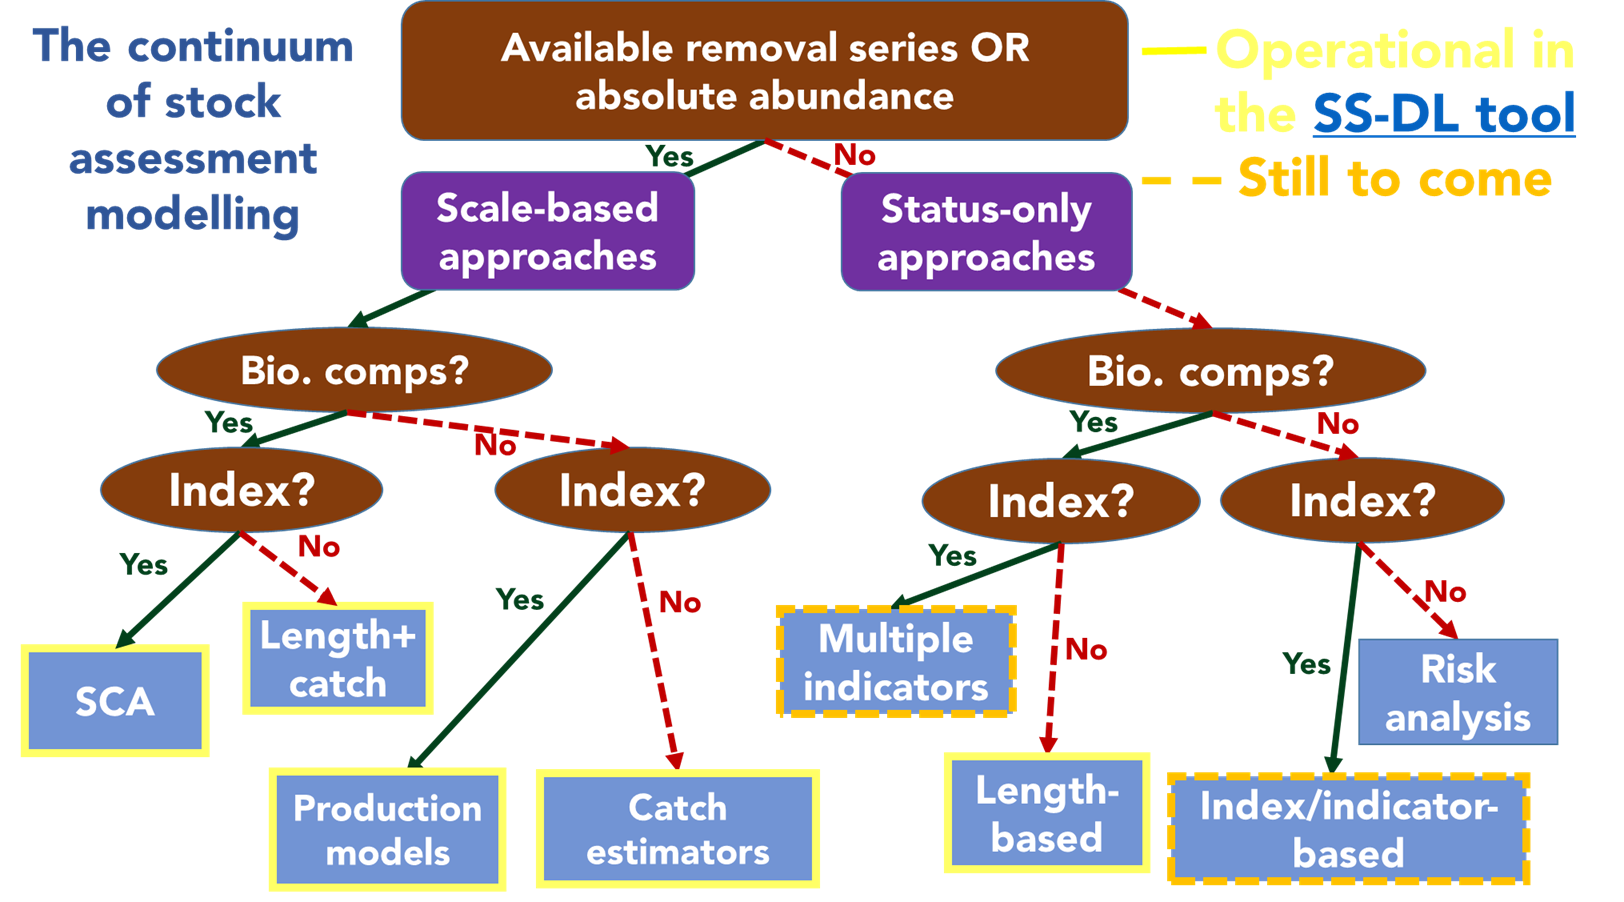 The continuum
of stock
assessment
modelling
Available removal series OR
absolute abundance
Operational in
the SS-DL tool
Still to come
Yes
No
Scale-based
approaches
Status-only
approaches
Bio. comps?
Bio. comps?
Yes
No
Yes
No
Index?
Index?
Index?
Index?
Yes
No
Yes
No
Yes
No
Yes
No
SCA
Length+
catch
Production
models
Catch
estimators
Multiple
indicators
Length-
based
Index/indicator-
based
Risk
analysis